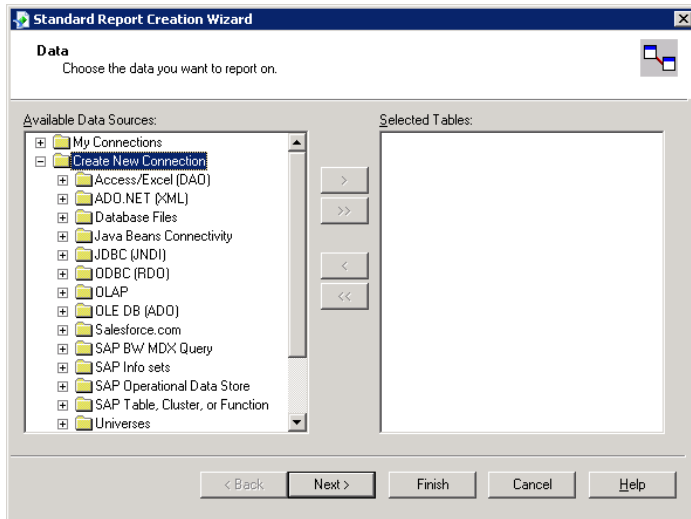 Standard Report Creation Wizard
Data
Choose the data you want to report on.
Available Data Sources:
My Connections
Create New Connection
Access/Excel (DAO)
ADO.NET (XML)
Database Files
Java Beans Connectivity
JDBC (JNDI)
ODBC (RDO)
OLAP
OLE DB (ADO)
Salesforce.com
SAP BW MDX Query
SAP Info sets
SAP Operational Data Store
SAP Table, Cluster, or Function
Universes
>
>>
<
<<
Selected Tables:
< Back Next > Finish Cancel Help